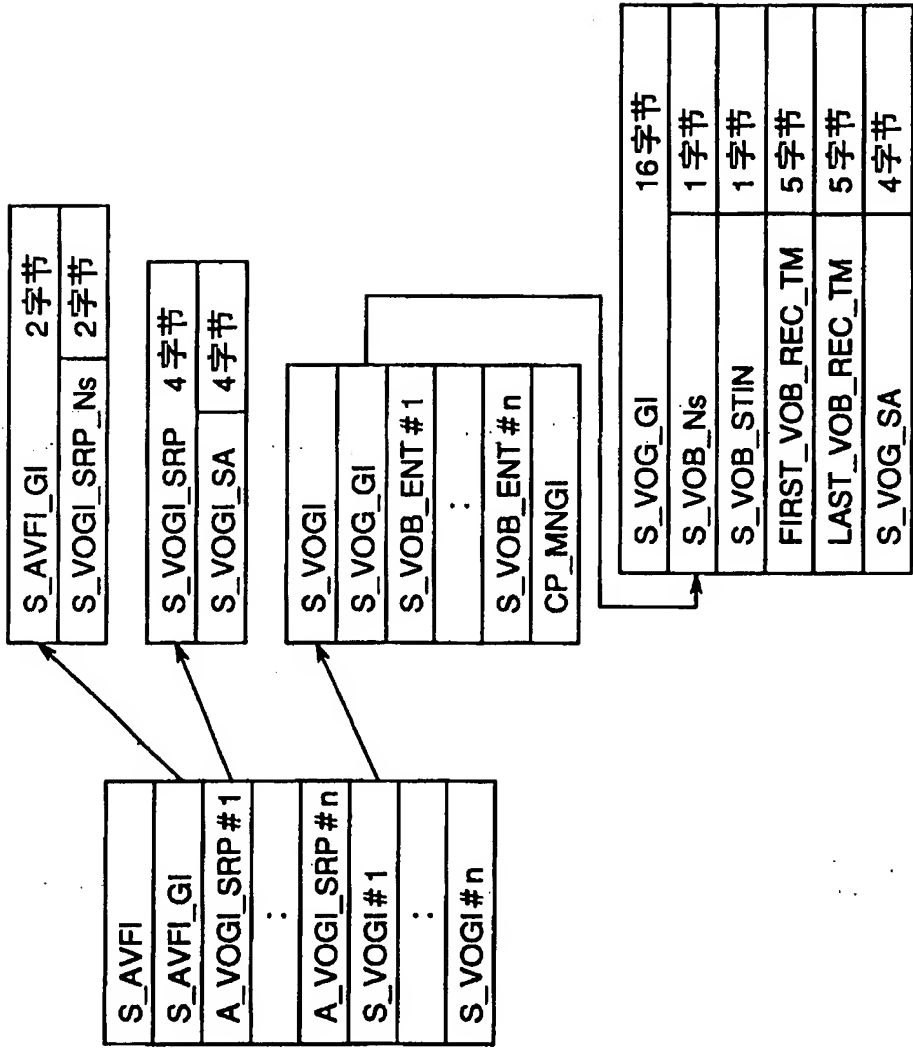 S_AVFI
S_AVFI_GI
A_VOGI_SRP#1
:
A_VOGI_SRP#n
S_VOGI#1
:
S_VOGI#n
S_AVFI_GI 2字节
S_VOGI_SRP_Ns 2字节
S_VOGI_SRP 4字节
S_VOGI_SA 4字节
S_VOGI
S_VOG_GI
S_VOB_ENT#1
:
S_VOB_ENT#n
CP_MNGI
S_VOG_GI 16字节
S_VOB_Ns 1字节
S_VOB_STIN 1字节
FIRST_VOB_REC_TM 5字节
LAST_VOB_REC_TM 5字节
S_VOG_SA 4字节